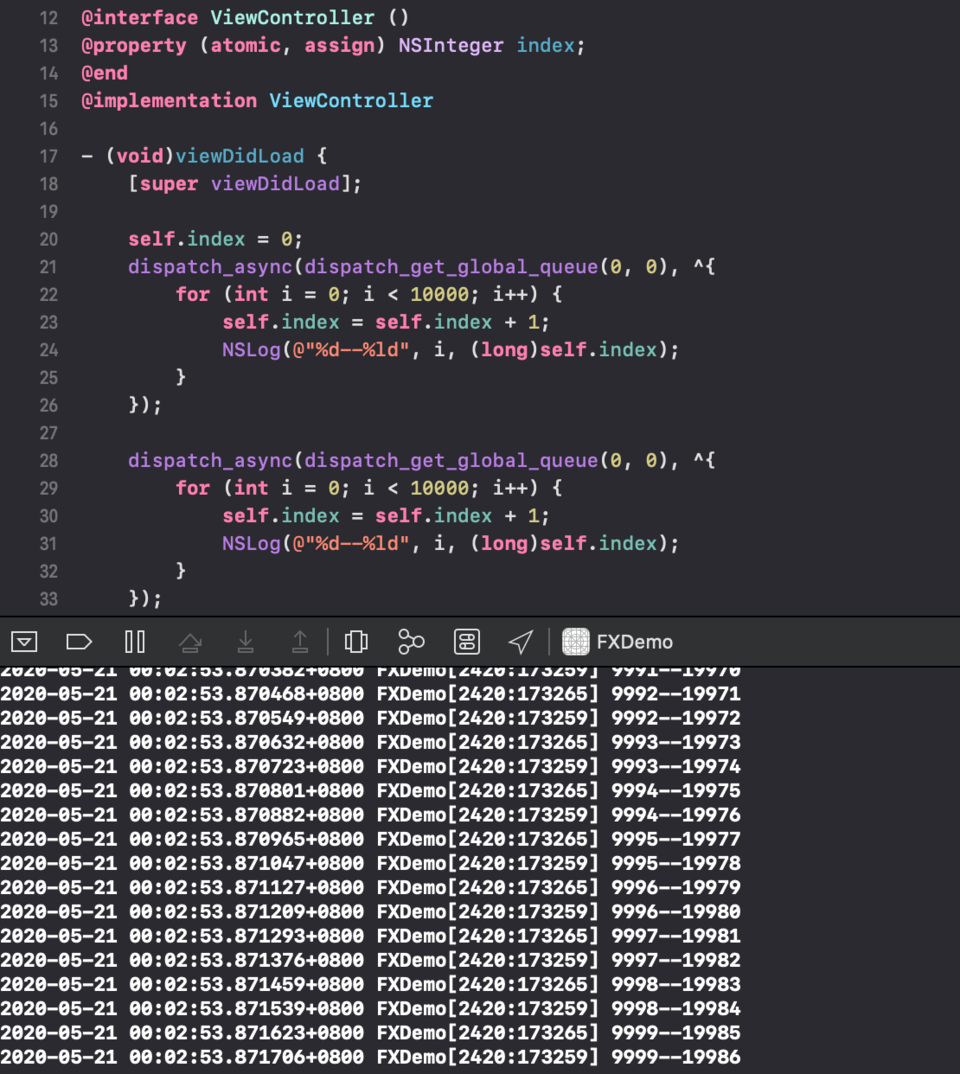 12 @interface ViewController ()
13 @property (atomic, assign) NSInteger index;
14 @end
15 @implementation ViewController
16
17 - (void)viewDidLoad {
18 [super viewDidLoad];
19
20 self.index = 0;
21 dispatch_async(dispatch_get_global_queue(0, 0), ^{
22 for (int i = 0; i < 10000; i++) {
23 self.index = self.index + 1;
24 NSLog(@"%d--%ld", i, (long)self.index);
25 }
26 });
27
28 dispatch_async(dispatch_get_global_queue(0, 0), ^{
29 for (int i = 0; i < 10000; i++) {
30 self.index = self.index + 1;
31 NSLog(@"%d--%ld", i, (long)self.index);
32 }
33 });
FXDemo
2020-05-21 00:02:53.870382+0800 FXDemo[2420:173259] 9991--19970
2020-05-21 00:02:53.870468+0800 FXDemo[2420:173265] 9992--19971
2020-05-21 00:02:53.870549+0800 FXDemo[2420:173259] 9992--19972
2020-05-21 00:02:53.870632+0800 FXDemo[2420:173265] 9993--19973
2020-05-21 00:02:53.870723+0800 FXDemo[2420:173259] 9993--19974
2020-05-21 00:02:53.870801+0800 FXDemo[2420:173265] 9994--19975
2020-05-21 00:02:53.870882+0800 FXDemo[2420:173259] 9994--19976
2020-05-21 00:02:53.870965+0800 FXDemo[2420:173265] 9995--19977
2020-05-21 00:02:53.871047+0800 FXDemo[2420:173259] 9995--19978
2020-05-21 00:02:53.871127+0800 FXDemo[2420:173265] 9996--19979
2020-05-21 00:02:53.871209+0800 FXDemo[2420:173259] 9996--19980
2020-05-21 00:02:53.871293+0800 FXDemo[2420:173265] 9997--19981
2020-05-21 00:02:53.871376+0800 FXDemo[2420:173259] 9997--19982
2020-05-21 00:02:53.871459+0800 FXDemo[2420:173265] 9998--19983
2020-05-21 00:02:53.871539+0800 FXDemo[2420:173259] 9998--19984
2020-05-21 00:02:53.871623+0800 FXDemo[2420:173265] 9999--19985
2020-05-21 00:02:53.871706+0800 FXDemo[2420:173259] 9999--19986